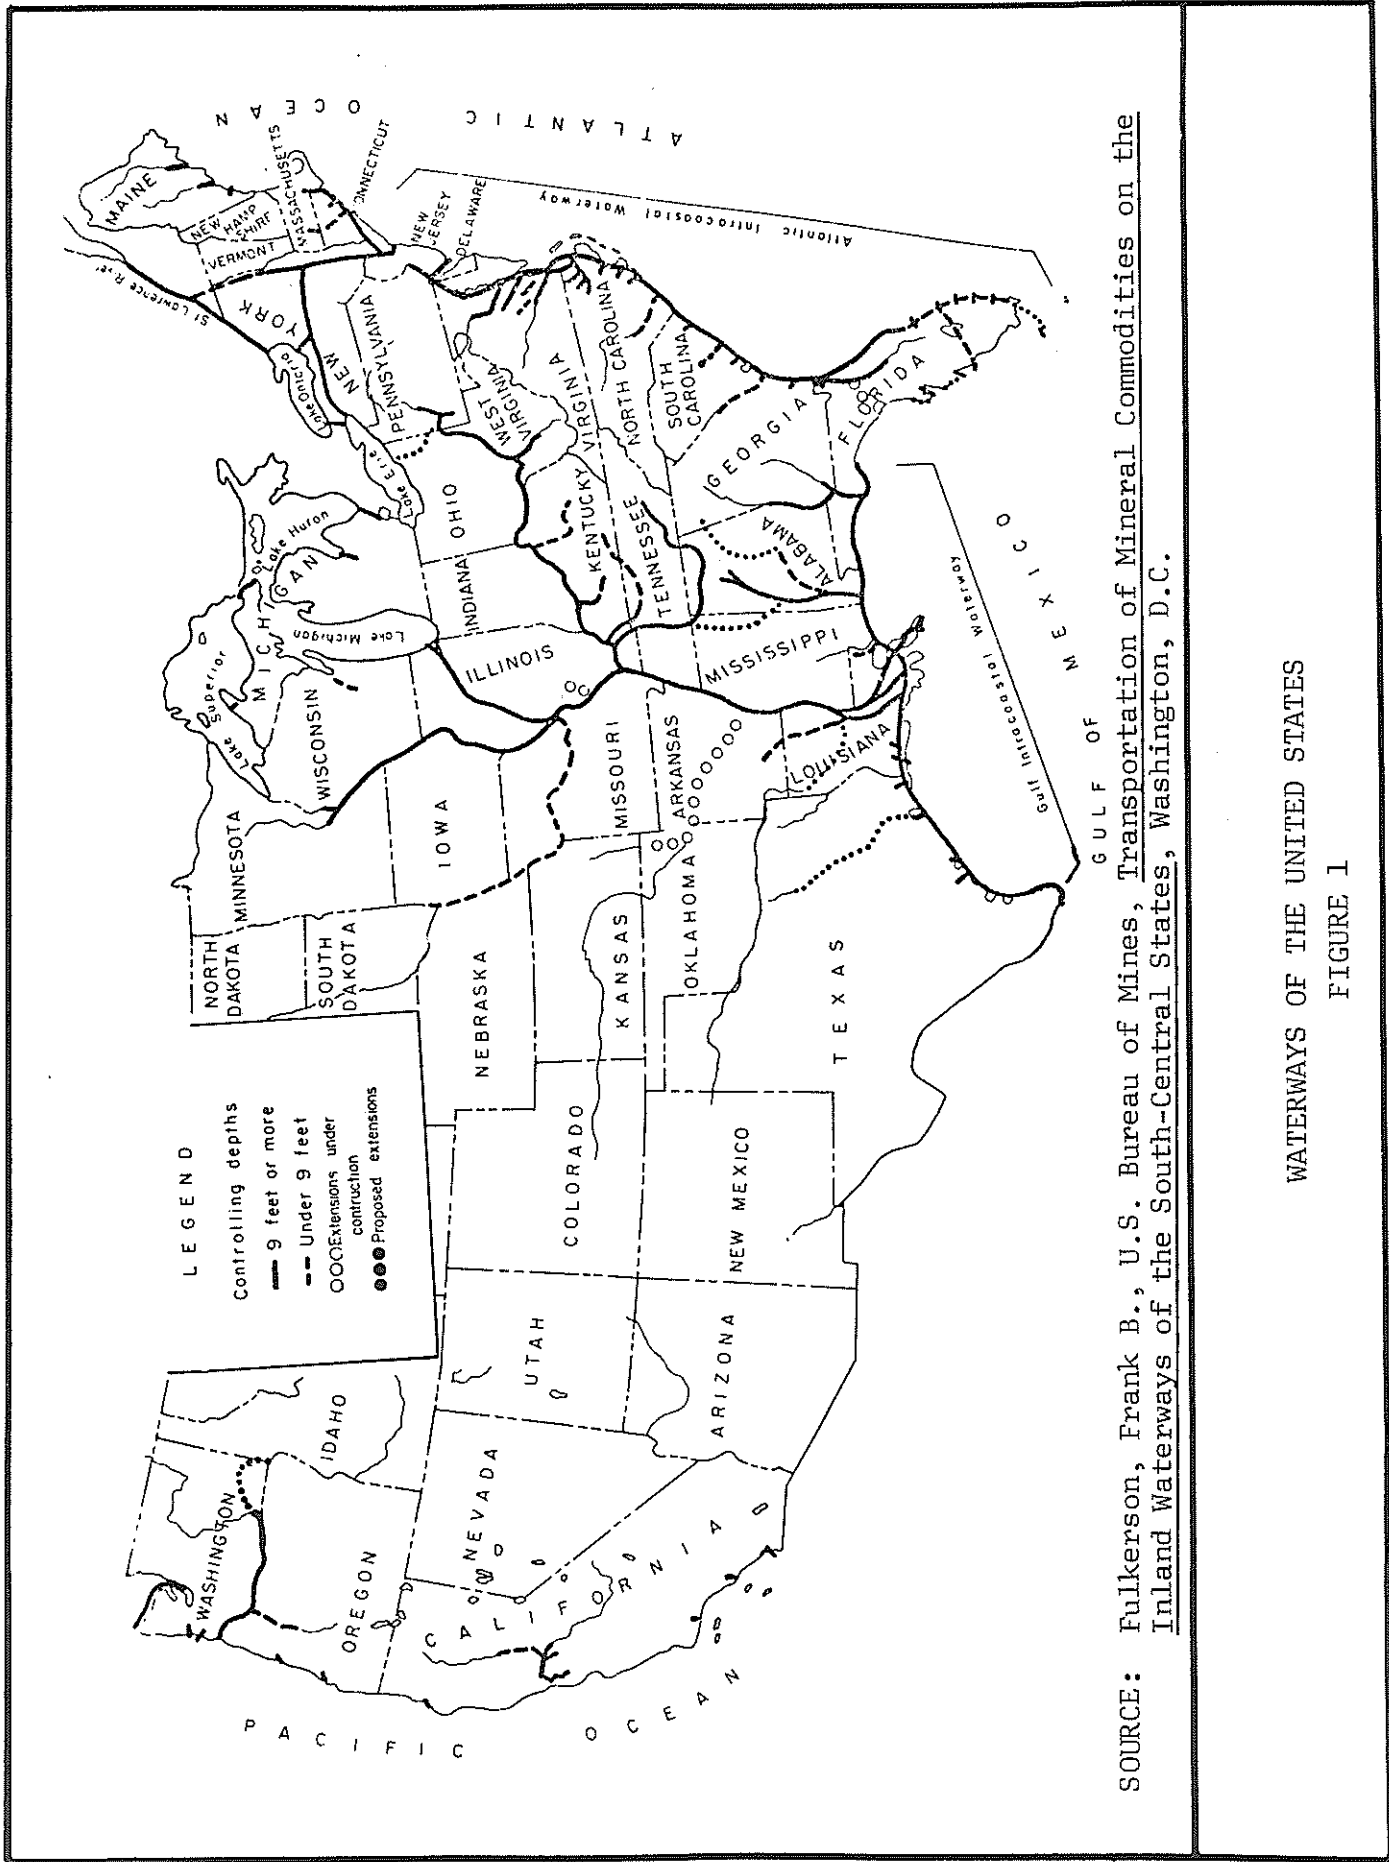 LEGEND
Controlling depths
9 feet or more
Under 9 feet
OOOExtensions under
contruction
Proposed extensions
PACIFIC
OCEAN
WASHINGTON
OREGON
CALIFORNIA
NEVADA
IDAHO
UTAH
ARIZONA
COLORADO
NEW MEXICO
NORTH
DAKOTA
SOUTH
DAKOTA
NEBRASKA
KANSAS
OKLAHOMA
TEXAS
MINNESOTA
IOWA
MISSOURI
ARKANSAS
LOUISIANA
WISCONSIN
ILLINOIS
MISSISSIPPI
MICHIGAN
Lake Superior
Lake Michigan
Lake Huron
Lake Erie
Lake Onicrio
St Lawrence River
INDIANA
OHIO
KENTUCKY
TENNESSEE
ALABAMA
GEORGIA
FLORIDA
SOUTH
CAROLINA
NORTH CAROLINA
VIRGINIA
WEST
VIRGINIA
PENNSYLVANIA
NEW
YORK
VERMONT
NEW
HAMP
SHIRE
MAINE
MASSACHUSETTS
CONNECTICUT
NEW
JERSEY
DELAWARE
ATLANTIC
OCEAN
Atlantic Intracoastal Waterway
Gulf Intracoastal Waterway
GULF OF
MEXICO
SOURCE: Fulkerson, Frank B., U.S. Bureau of Mines, Transportation of Mineral Commodities on the
Inland Waterways of the South-Central States, Washington, D.C.
WATERWAYS OF THE UNITED STATES
FIGURE 1